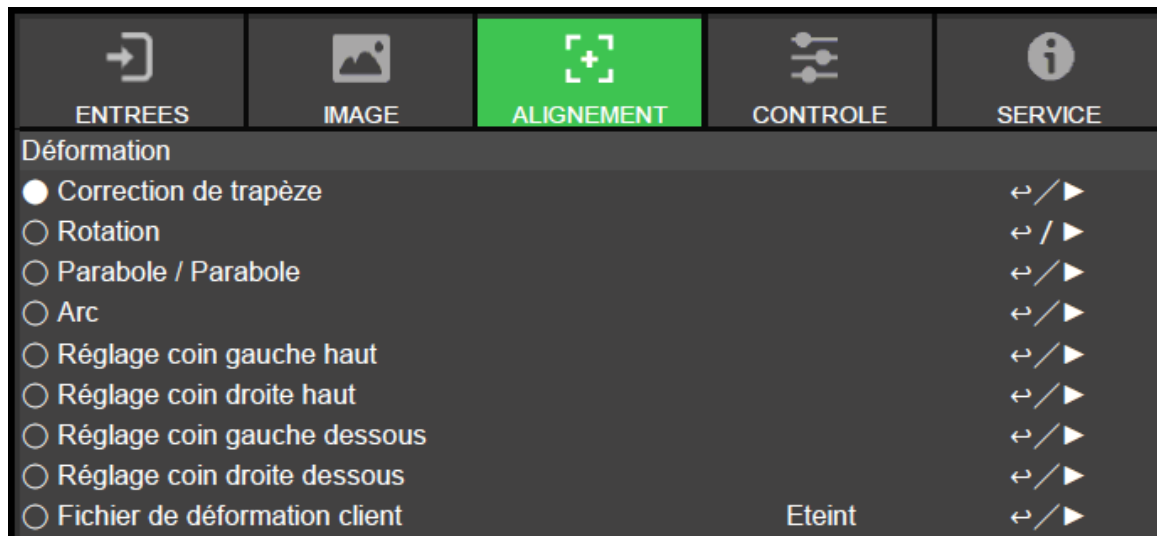 ENTREES IMAGE ALIGNEMENT CONTROLE SERVICE
Déformation
Correction de trapèze ↩/▶
Rotation ↩/▶
Parabole / Parabole ↩/▶
Arc ↩/▶
Réglage coin gauche haut ↩/▶
Réglage coin droite haut ↩/▶
Réglage coin gauche dessous ↩/▶
Réglage coin droite dessous ↩/▶
Fichier de déformation client Eteint ↩/▶